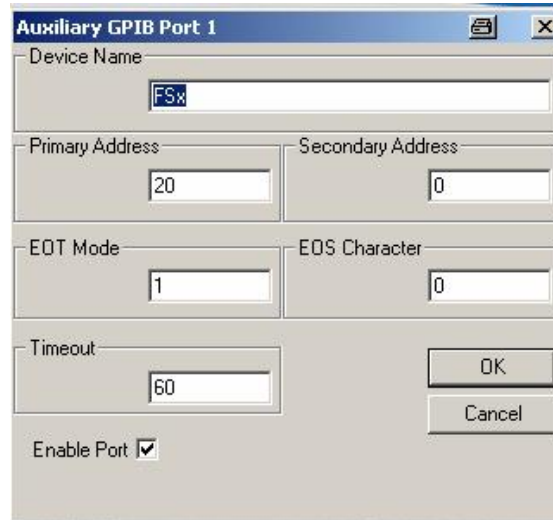 Auxiliary GPIB Port 1
Device Name
FSx
Primary Address
Secondary Address
20
0
EOT Mode
EOS Character
1
0
Timeout
60
OK
Cancel
Enable Port